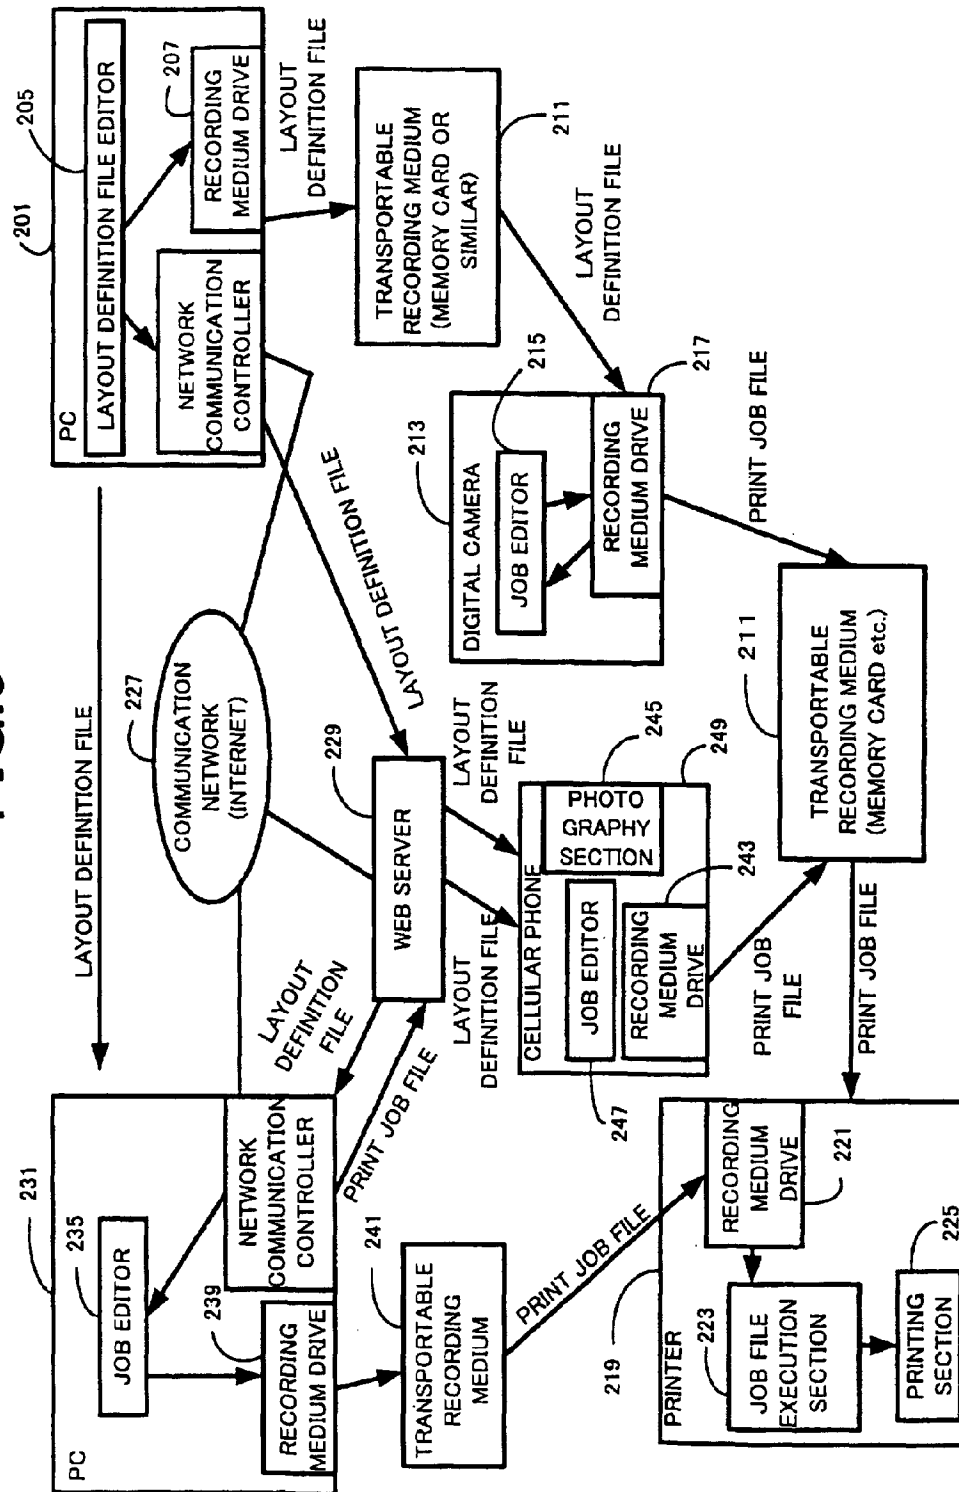 LAYOUT DEFINITION FILE
231
PC
235
JOB EDITOR
239
RECORDING
MEDIUM DRIVE
NETWORK
COMMUNICATION
CONTROLLER
227
COMMUNICATION
NETWORK
(INTERNET)
201
PC
205
LAYOUT DEFINITION FILE EDITOR
NETWORK
COMMUNICATION
CONTROLLER
207
RECORDING
MEDIUM DRIVE
LAYOUT
DEFINITION
FILE
PRINT JOB FILE
229
WEB SERVER
LAYOUT DEFINITION FILE
LAYOUT
DEFINITION FILE
241
TRANSPORTABLE
RECORDING
MEDIUM
LAYOUT
DEFINITION FILE
LAYOUT
DEFINITION
FILE
TRANSPORTABLE
RECORDING MEDIUM
(MEMORY CARD OR
SIMILAR)
211
213
DIGITAL CAMERA
215
JOB EDITOR
RECORDING
MEDIUM DRIVE
217
LAYOUT
DEFINITION FILE
PRINT JOB FILE
CELLULAR PHONE
247
JOB EDITOR
RECORDING
MEDIUM
DRIVE
243
PHOTO
GRAPHY
SECTION
245
249
PRINT JOB FILE
219
PRINTER
RECORDING
MEDIUM
DRIVE
221
223
JOB FILE
EXECUTION
SECTION
PRINTING
SECTION
225
PRINT JOB
FILE
PRINT JOB FILE
211
TRANSPORTABLE
RECORDING MEDIUM
(MEMORY CARD etc.)